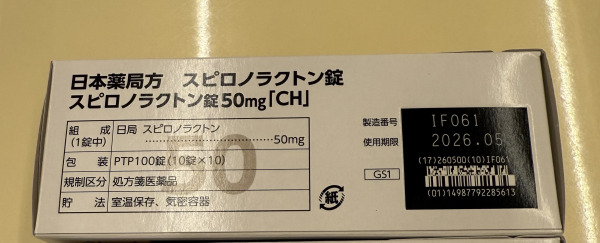 日本薬局方 スピロノラクトン錠
スピロノラクトン錠50mg「CH」
組成(1錠中) 日局 スピロノラクトン 50mg
包装 PTP100錠(10錠×10)
規制区分 処方箋医薬品
貯法 室温保存、気密容器
50
紙
製造番号 IF061
使用期限 2026.05
(17)260500(10)IF061
GS1
(01)14987792285613